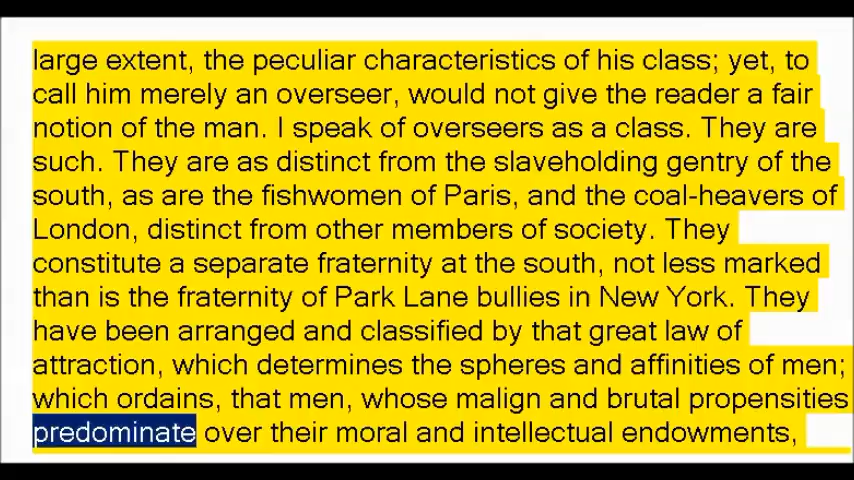 large extent, the peculiar characteristics of his class; yet, to
call him merely an overseer, would not give the reader a fair
notion of the man. I speak of overseers as a class. They are
such. They are as distinct from the slaveholding gentry of the
south, as are the fishwomen of Paris, and the coal-heavers of
London, distinct from other members of society. They
constitute a separate fraternity at the south, not less marked
than is the fraternity of Park Lane bullies in New York. They
have been arranged and classified by that great law of
attraction, which determines the spheres and affinities of men;
which ordains, that men, whose malign and brutal propensities
predominate over their moral and intellectual endowments,